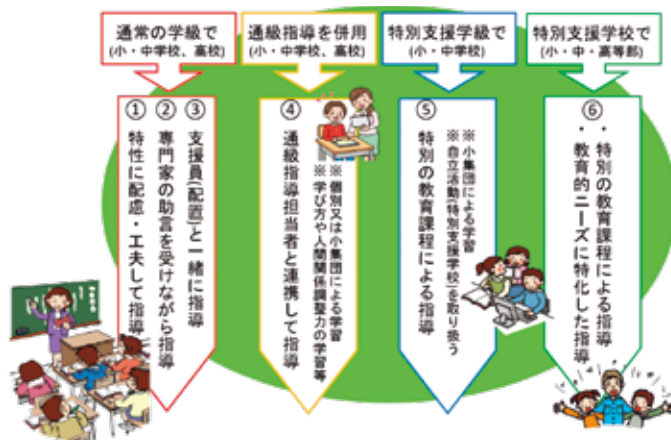 通常の学級で
(小・中学校、高校)
① 特性に配慮・工夫して指導
② 専門家の助言を受けながら指導
③ 支援員(配置)と一緒に指導
通級指導を併用
(小・中学校、高校)
④ 通級指導担当者と連携して指導
※個別又は小集団による学習
※学び方や人間関係調整力の学習等
特別支援学級で
(小・中学校)
⑤ 特別の教育課程による指導
※小集団による学習
※自立活動(特別支援学校)を取り扱う
特別支援学校で
(小・中・高等部)
⑥
・特別の教育課程による指導
・教育的ニーズに特化した指導